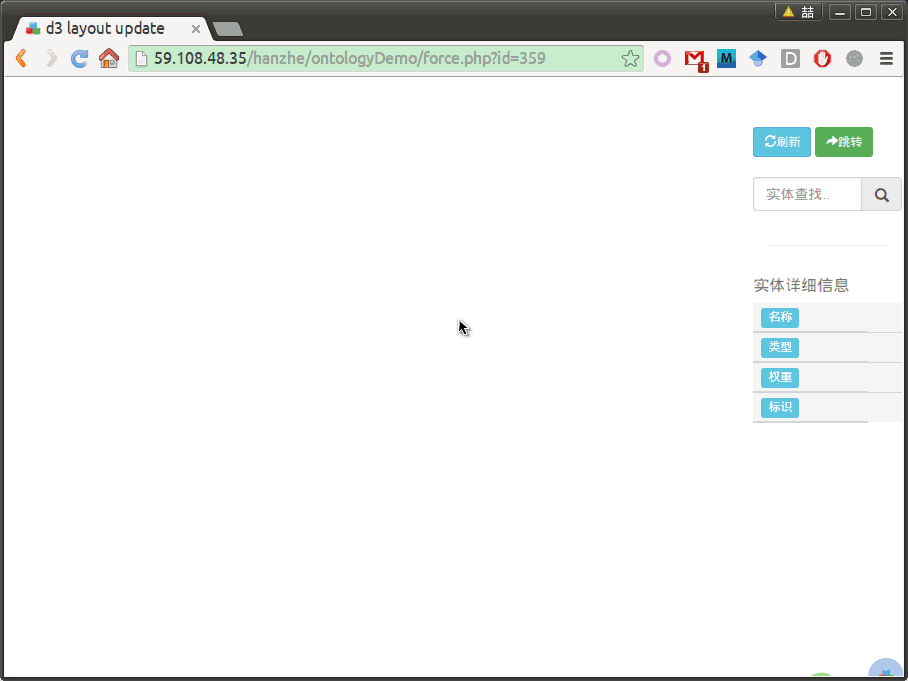 喆
d3 layout update
59.108.48.35/hanzhe/ontologyDemo/force.php?id=359
1
M
D
刷新
跳转
实体查找..
实体详细信息
名称
类型
权重
标识